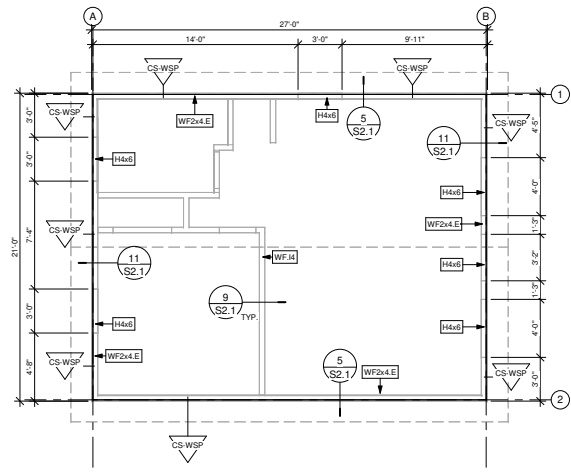 A
B
27'-0"
14'-0"
3'-0"
9'-11"
CS-WSP
CS-WSP
1
CS-WSP
CS-WSP
3'-0"
WF2x4.E
H4x6
5
S2.1
11
S2.1
4'-5"
3'-0"
H4x6
H4x6
4'-0"
WF2x4.E
1'-3"
CS-WSP
21'-0"
7'-4"
11
S2.1
WF.I4
H4x6
3'-2"
9
S2.1
TYP.
1'-3"
3'-0"
H4x6
H4x6
4'-0"
WF2x4.E
5
S2.1
WF2x4.E
CS-WSP
4'-8"
CS-WSP
3'-0"
2
CS-WSP